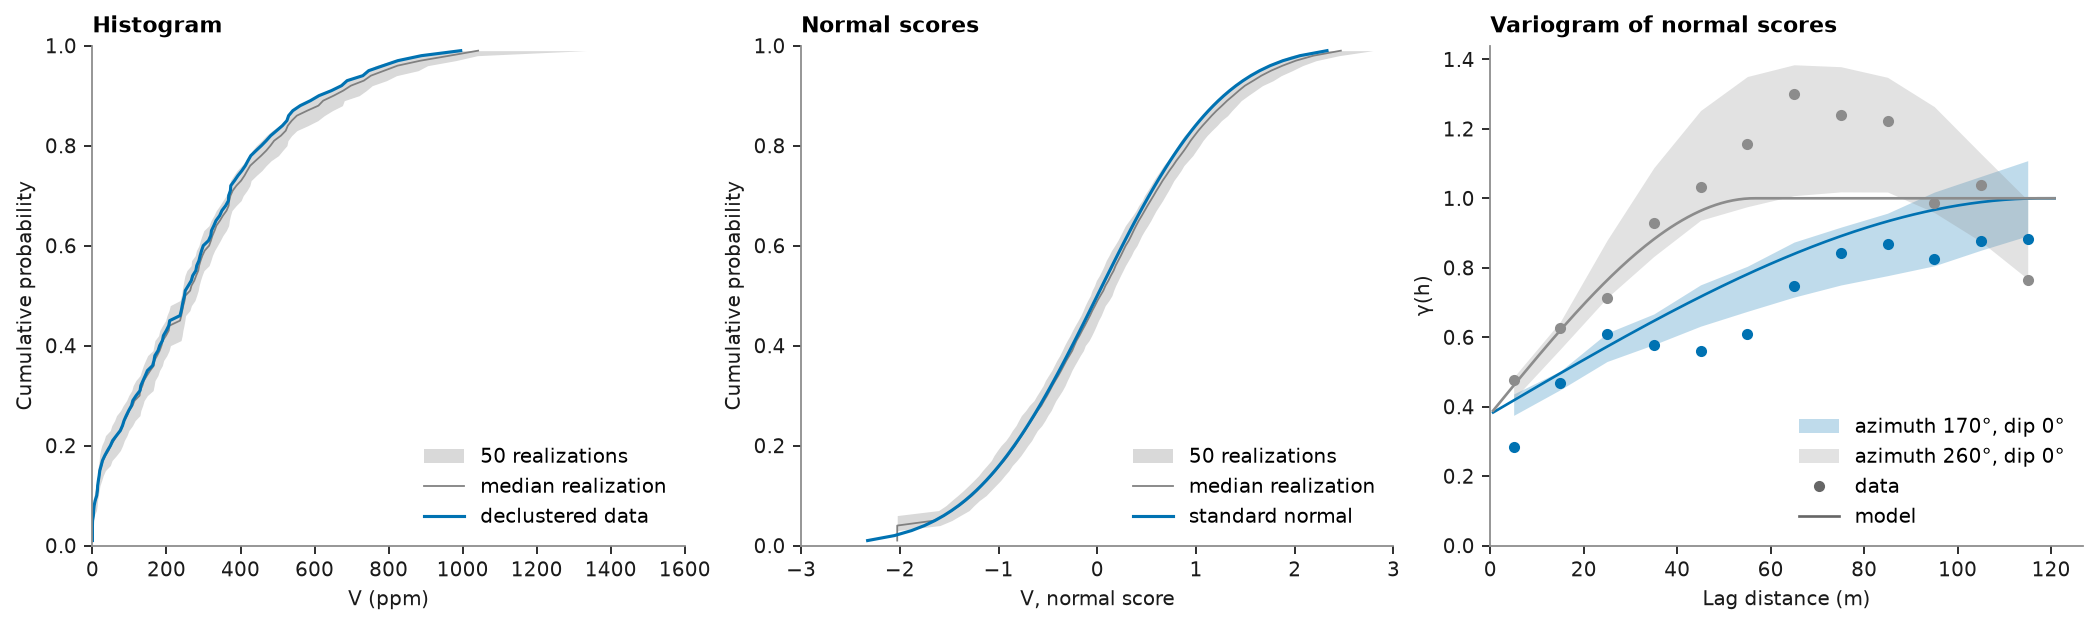 Histogram
Cumulative probability
1.0
0.8
0.6
0.4
0.2
0.0
50 realizations
median realization
declustered data
0 200 400 600 800 1000 1200 1400 1600
V (ppm)
Normal scores
Cumulative probability
1.0
0.8
0.6
0.4
0.2
0.0
50 realizations
median realization
standard normal
−3 −2 −1 0 1 2 3
V, normal score
Variogram of normal scores
γ(h)
1.4
1.2
1.0
0.8
0.6
0.4
0.2
0.0
azimuth 170°, dip 0°
azimuth 260°, dip 0°
data
model
0 20 40 60 80 100 120
Lag distance (m)